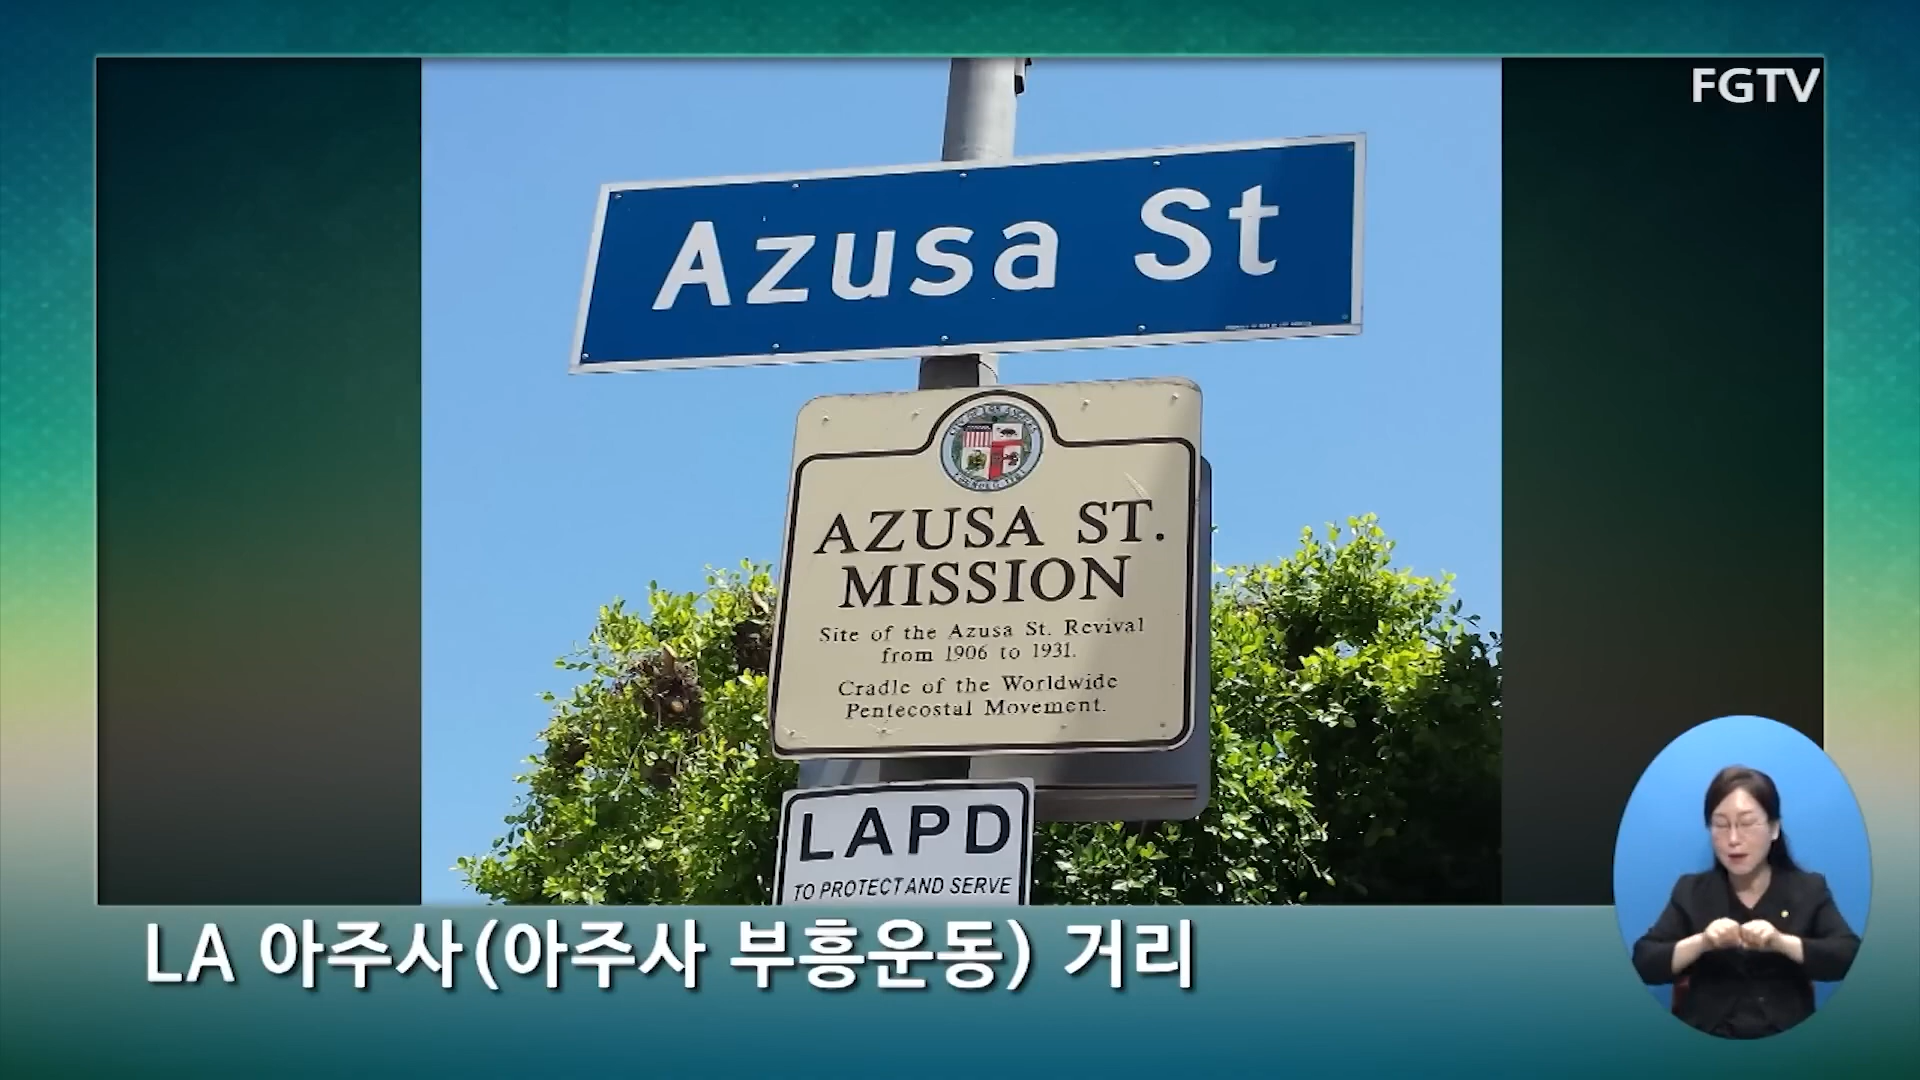 FGTV
Azusa St
AZUSA ST.
MISSION
Site of the Azusa St. Revival
from 1906 to 1931.
Cradle of the Worldwide
Pentecostal Movement.
LAPD
TO PROTECT AND SERVE
LA 아주사(아주사 부흥운동) 거리